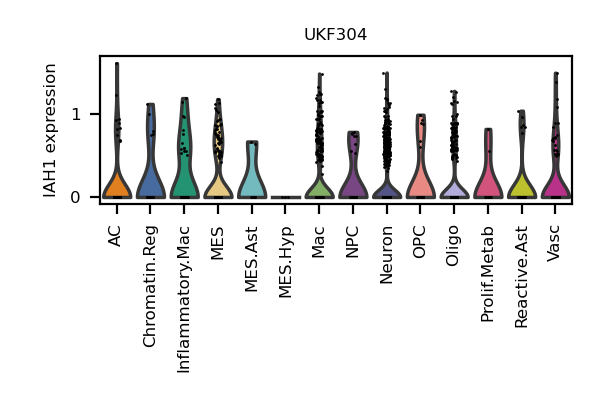 UKF304
IAH1 expression
1
0
AC
Chromatin.Reg
Inflammatory.Mac
MES
MES.Ast
MES.Hyp
Mac
NPC
Neuron
OPC
Oligo
Prolif.Metab
Reactive.Ast
Vasc